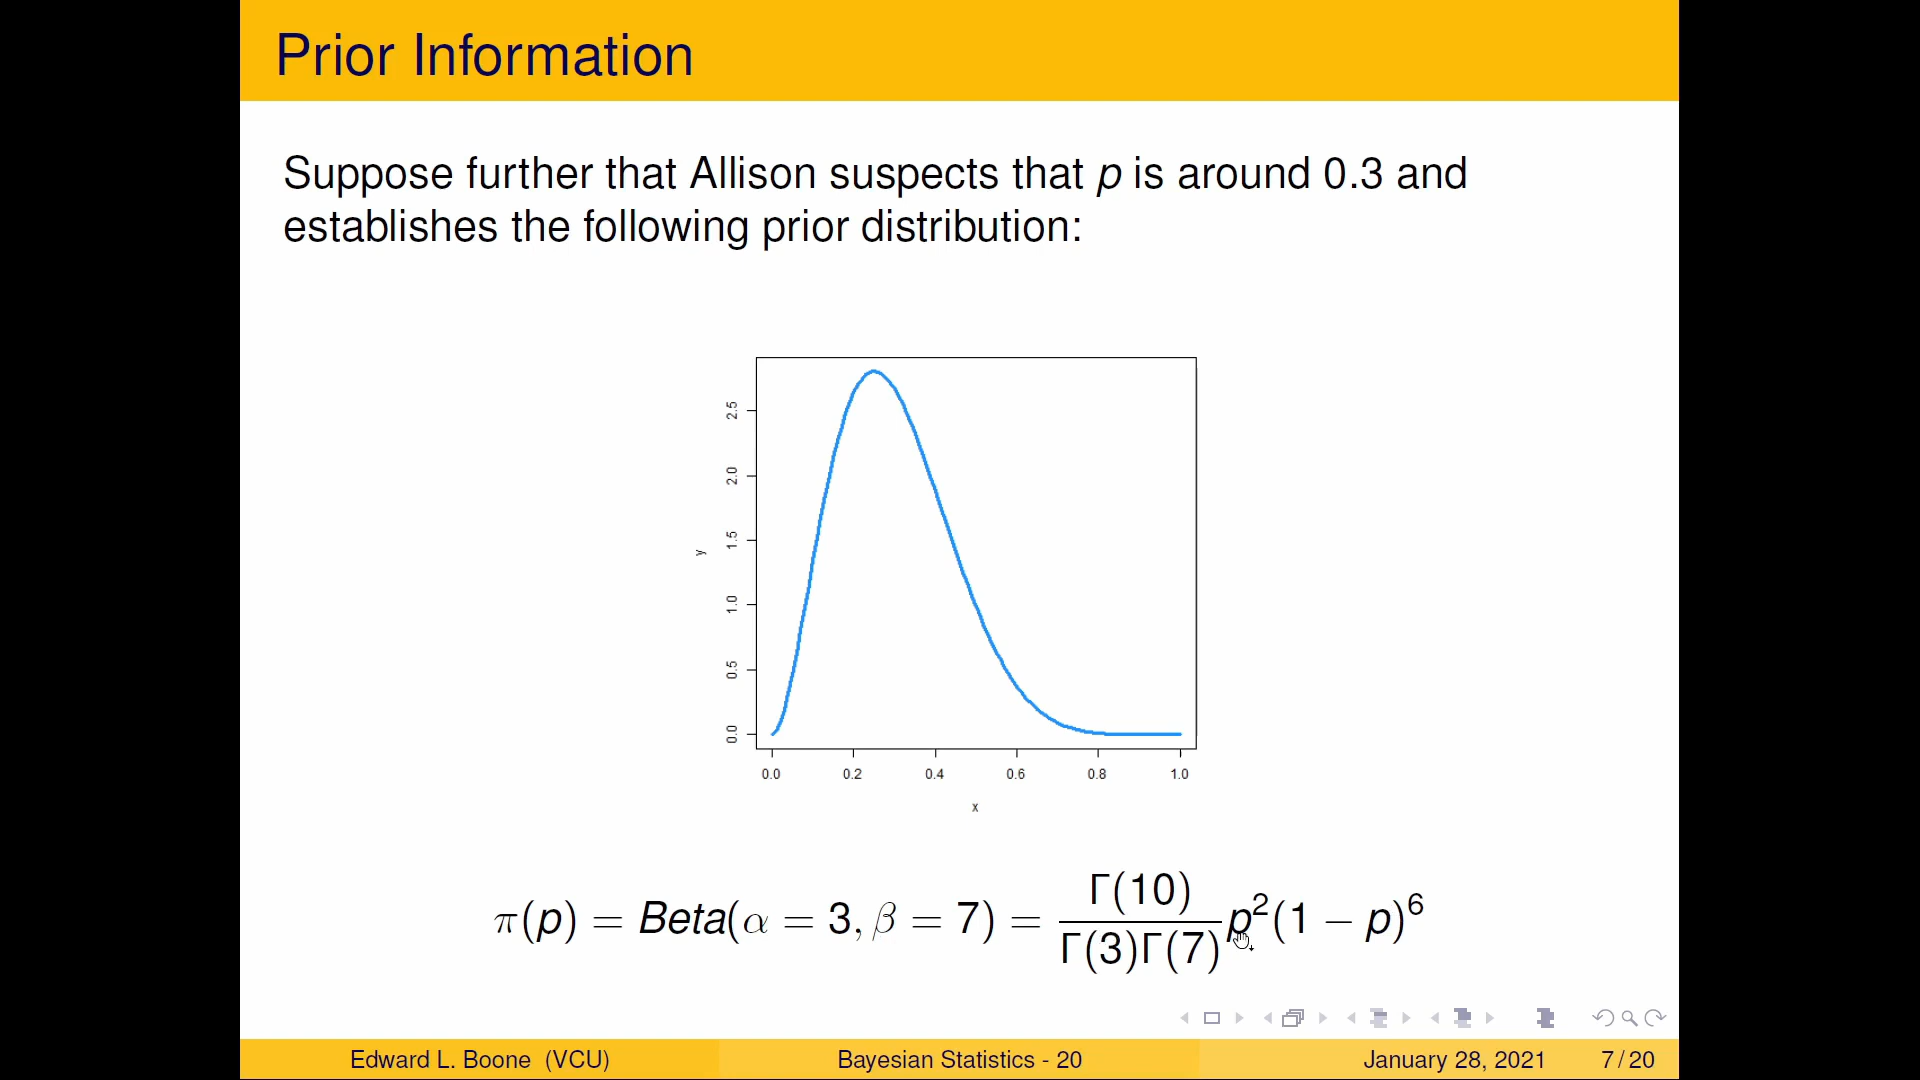 Prior Information
Suppose further that Allison suspects that p is around 0.3 and
establishes the following prior distribution:
2.5
2.0
1.5
1.0
0.5
0.0
y
0.0 0.2 0.4 0.6 0.8 1.0
x
π(p) = Beta(α = 3, β = 7) = Γ(10) / Γ(3)Γ(7) p²(1 − p)⁶
Edward L. Boone (VCU) Bayesian Statistics - 20 January 28, 2021 7 / 20